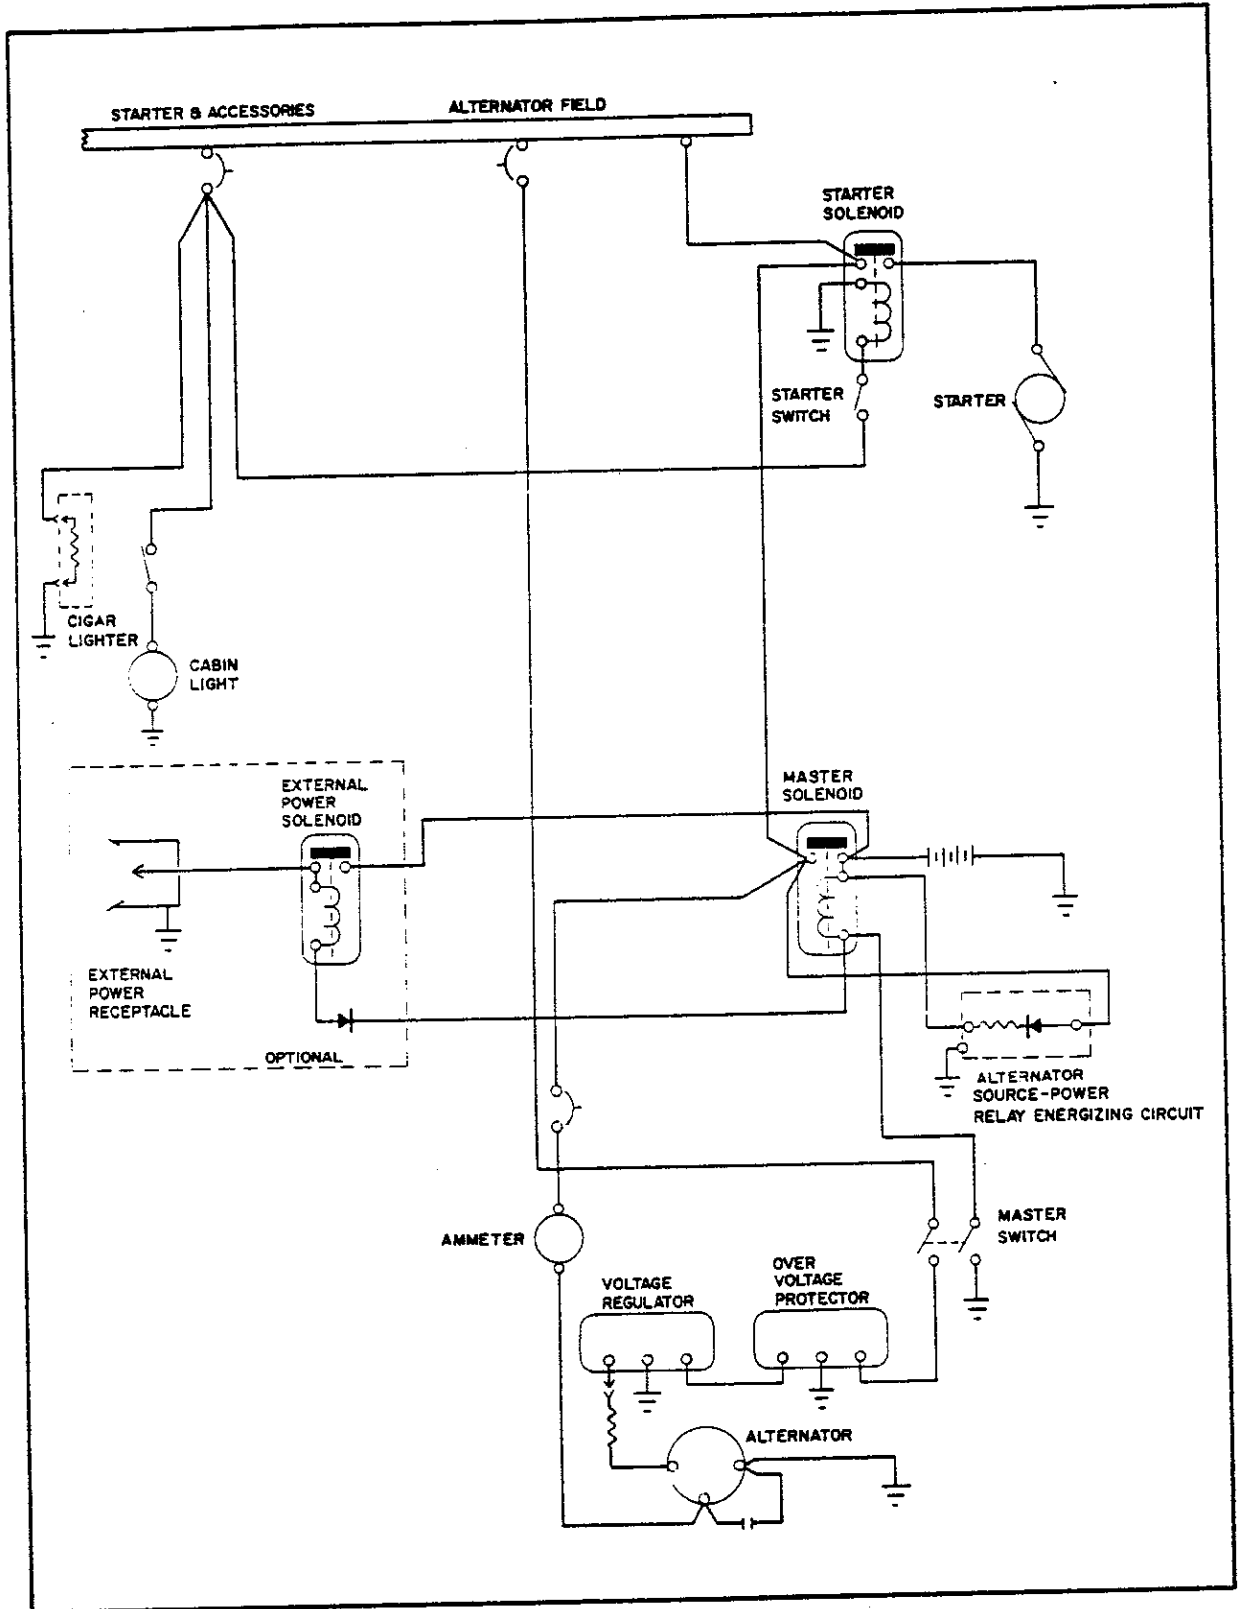 STARTER & ACCESSORIES
ALTERNATOR FIELD
STARTER
SOLENOID
STARTER
SWITCH
STARTER
CIGAR
LIGHTER
CABIN
LIGHT
EXTERNAL
POWER
SOLENOID
MASTER
SOLENOID
EXTERNAL
POWER
RECEPTACLE
OPTIONAL
ALTERNATOR
SOURCE-POWER
RELAY ENERGIZING CIRCUIT
AMMETER
MASTER
SWITCH
VOLTAGE
REGULATOR
OVER
VOLTAGE
PROTECTOR
ALTERNATOR